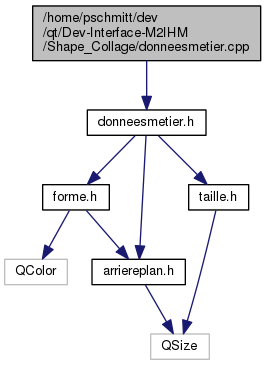 /home/pschmitt/dev
/qt/Dev-Interface-M2IHM
/Shape_Collage/donneesmetier.cpp
donneesmetier.h
forme.h
taille.h
QColor
arriereplan.h
QSize